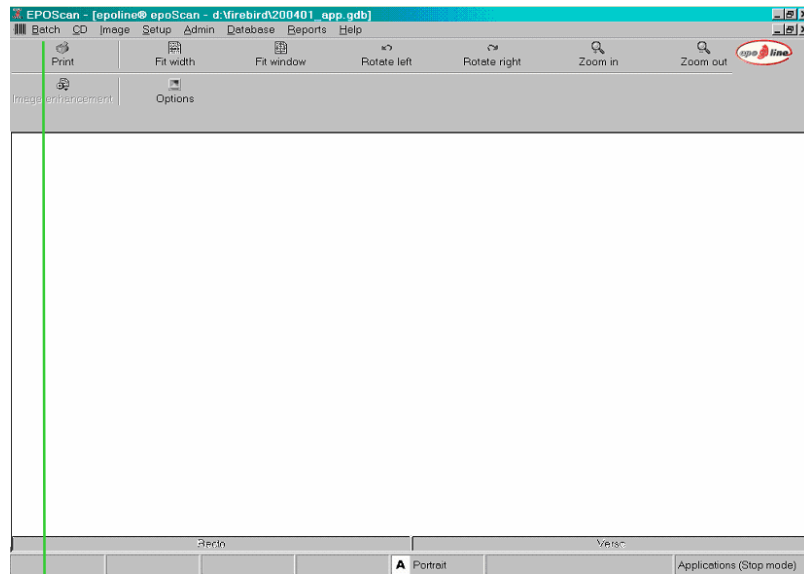 EPOScan - [epoline® epoScan - d:\firebird\200401_app.gdb]
Batch CD Image Setup Admin Database Reports Help
Print Fit width Fit window Rotate left Rotate right Zoom in Zoom out epoline
Image enhancement Options
Recto Verso
A Portrait Applications (Stop mode)